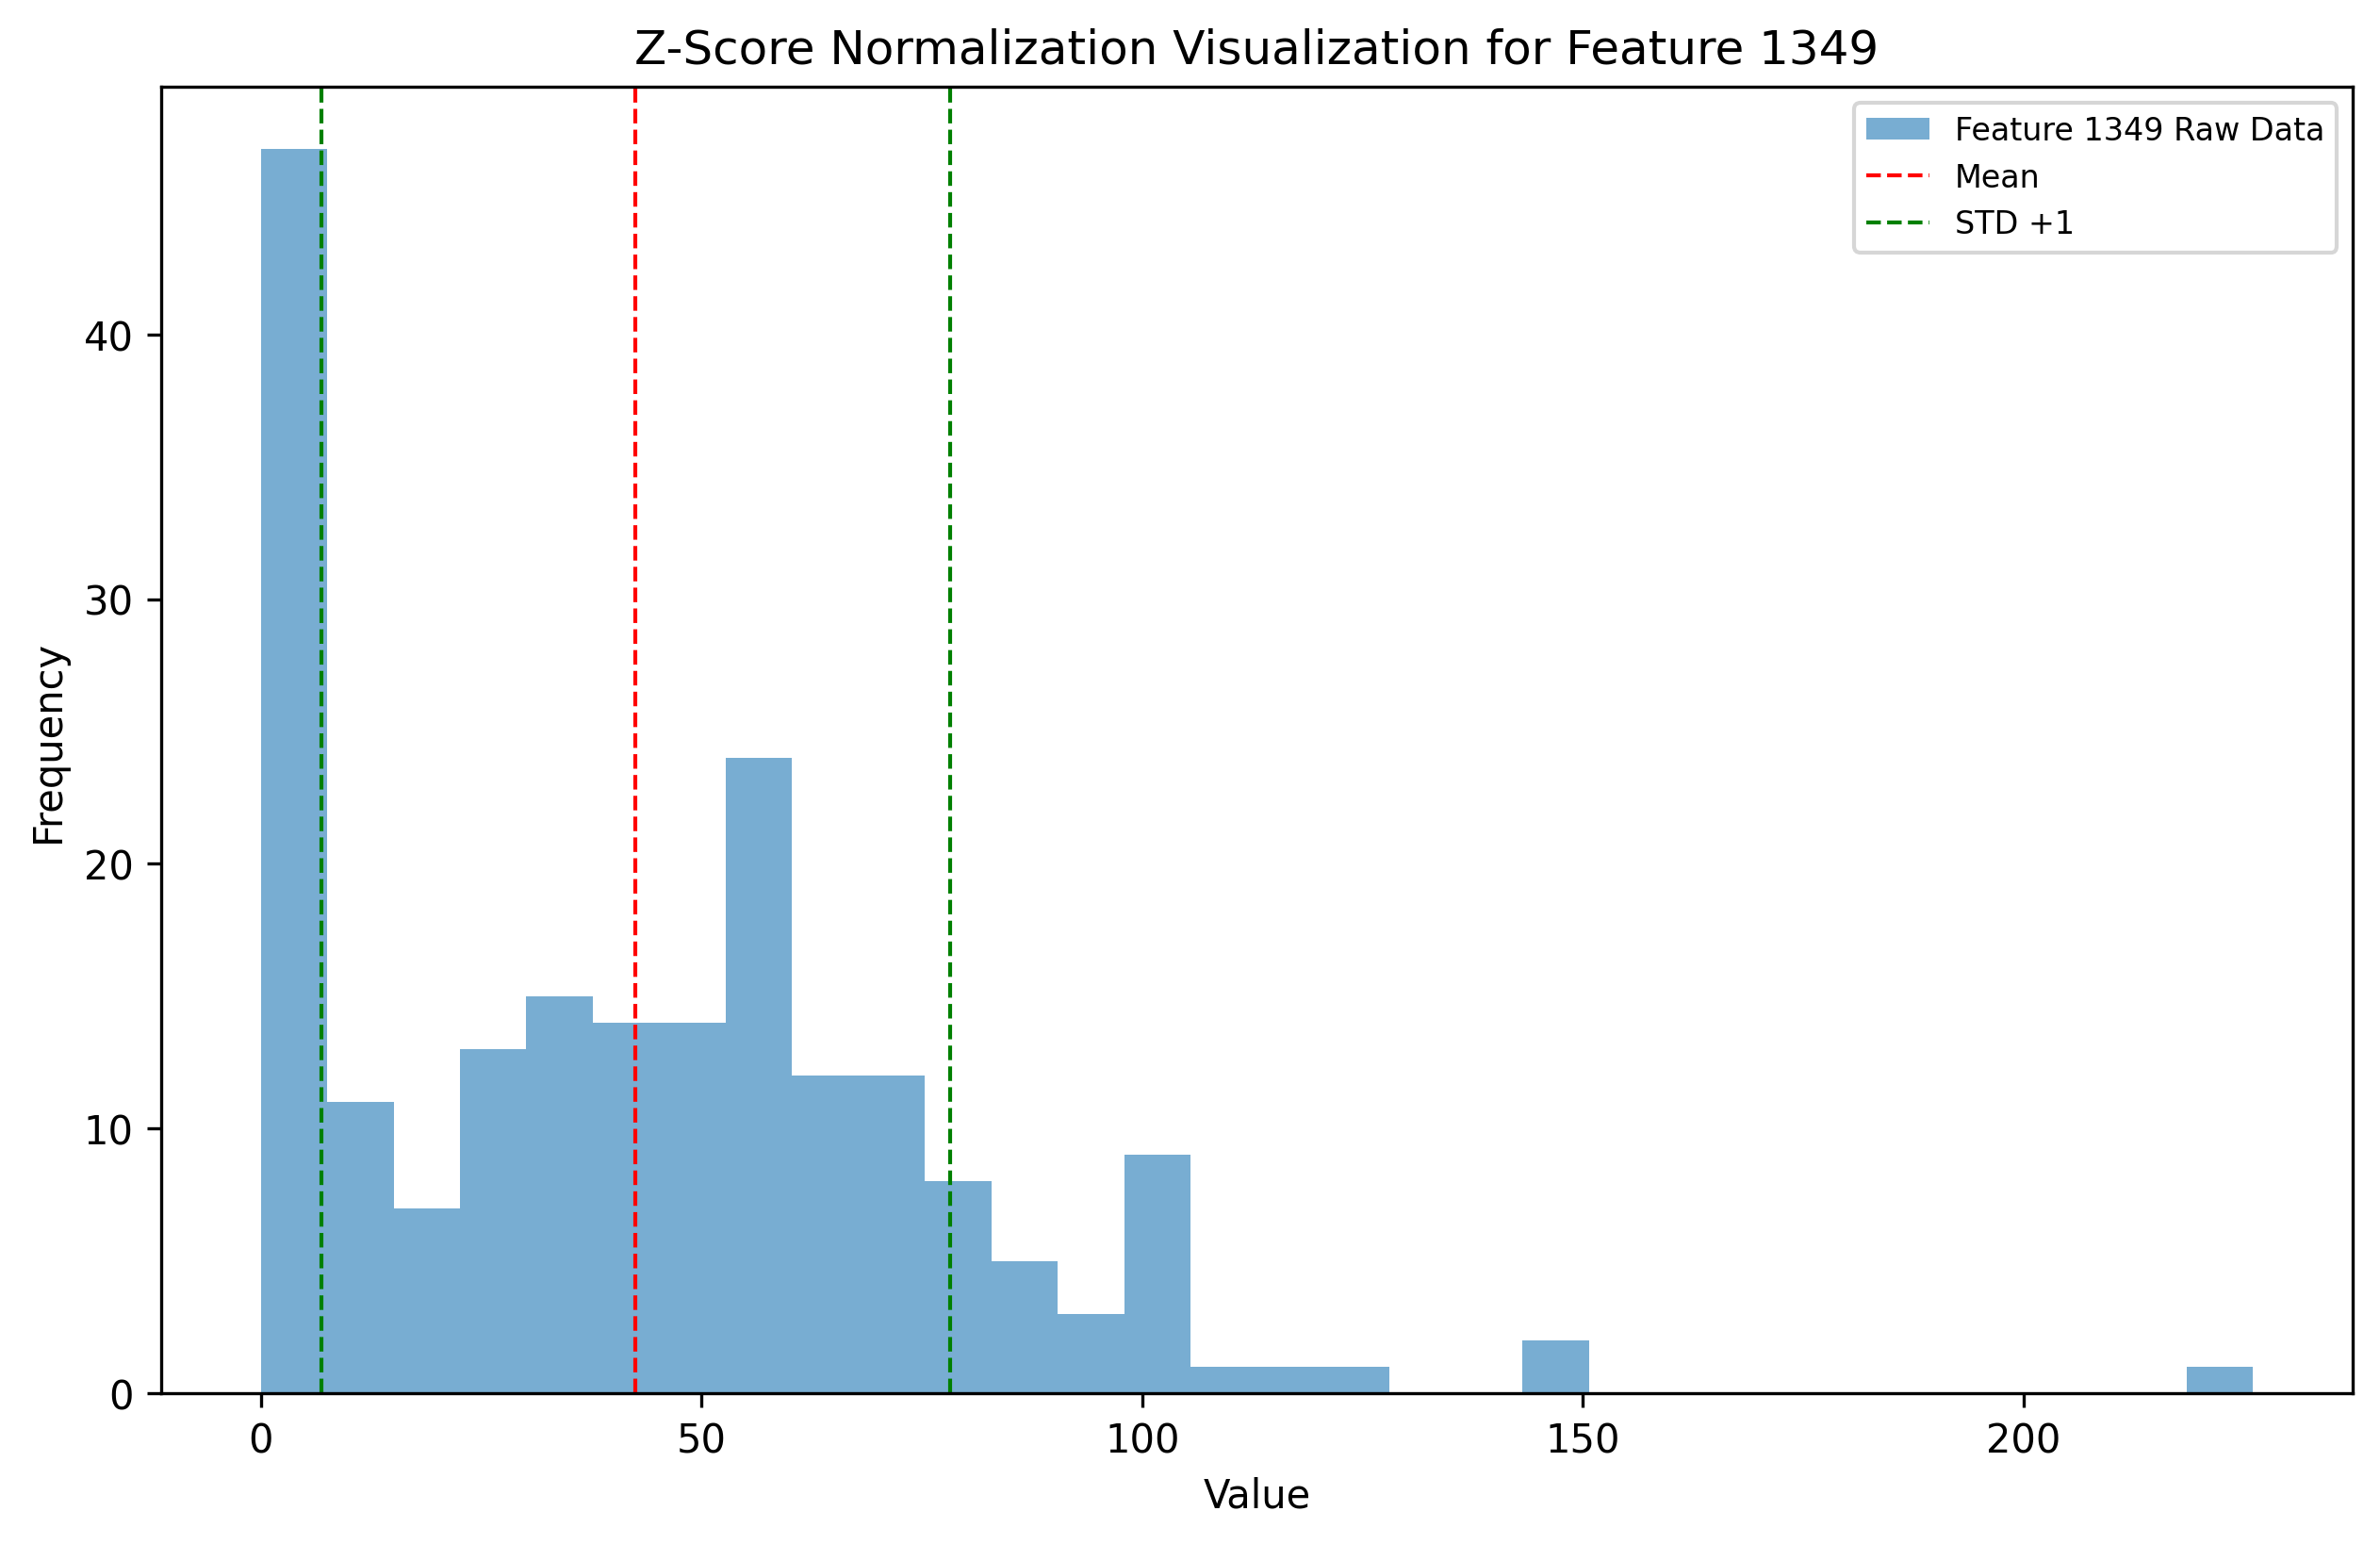 Z-Score Normalization Visualization for Feature 1349
Feature 1349 Raw Data
Mean
STD +1
40
30
20
10
0
Frequency
0 50 100 150 200
Value